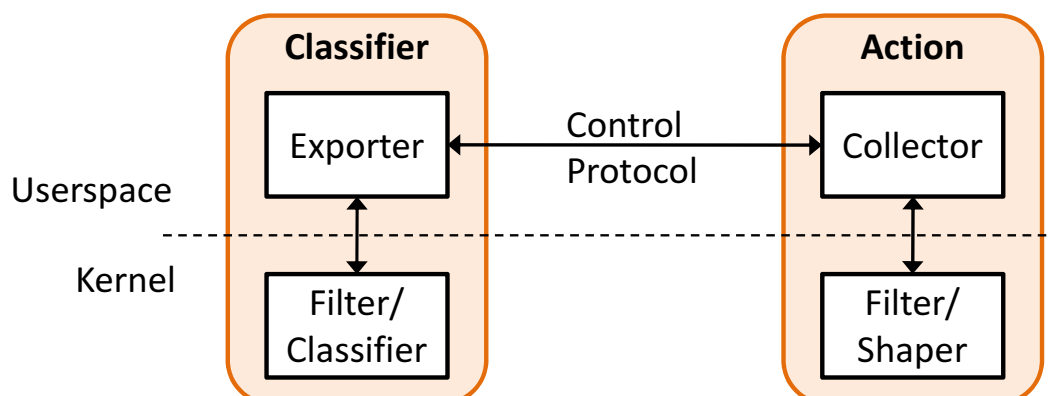 Classifier
Action
Exporter
Control
Protocol
Collector
Userspace
Kernel
Filter/
Classifier
Filter/
Shaper